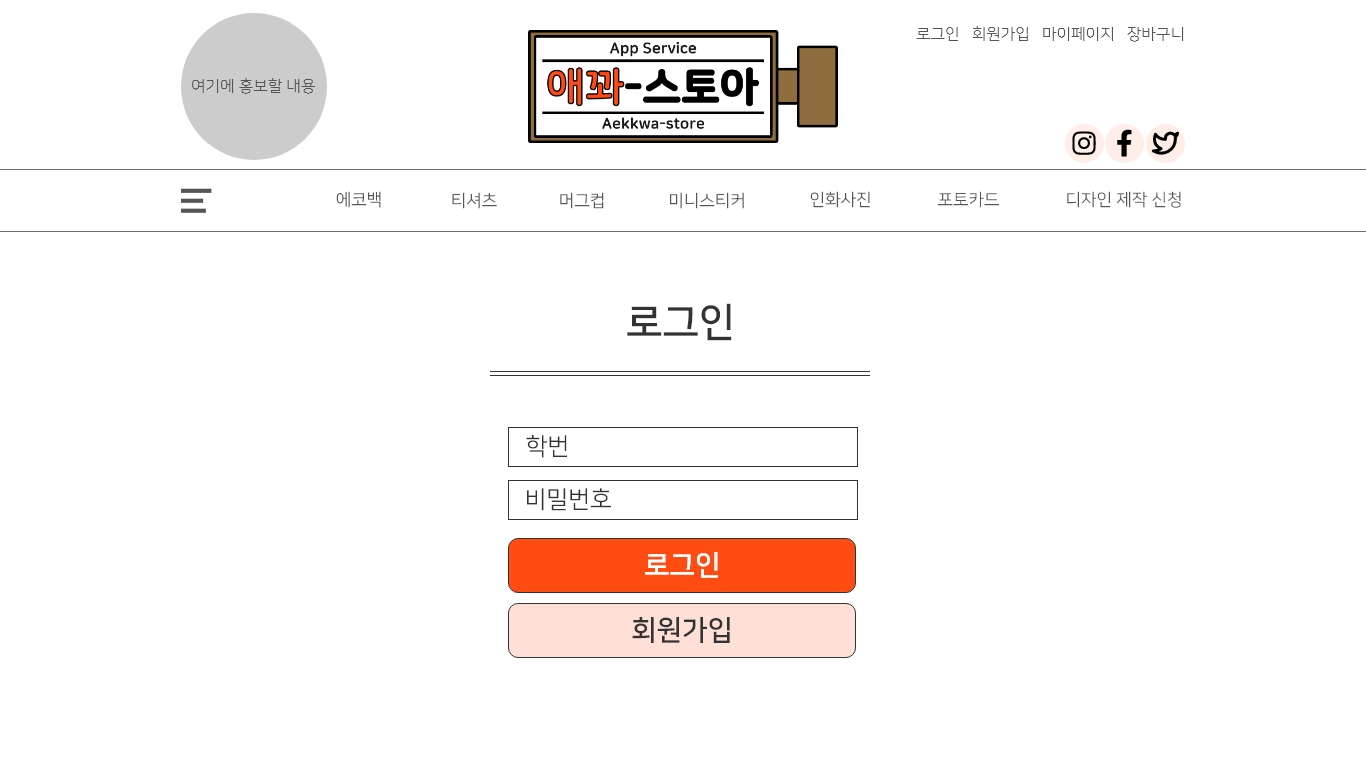 여기에 홍보할 내용
App Service
애꽈-스토아
Aekkwa-store
로그인 회원가입 마이페이지 장바구니
에코백 티셔츠 머그컵 미니스티커 인화사진 포토카드 디자인 제작 신청
로그인
학번
비밀번호
로그인
회원가입